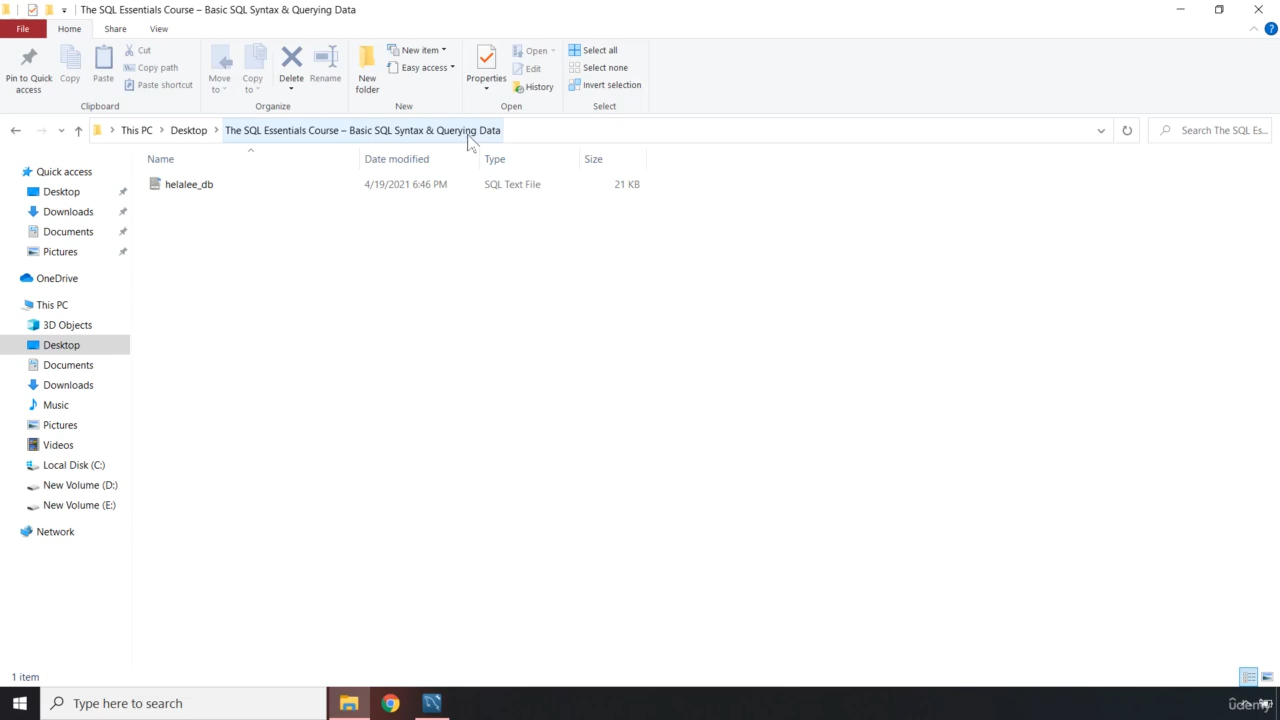 The SQL Essentials Course – Basic SQL Syntax & Querying Data
File Home Share View
Pin to Quick access
Copy
Paste
Cut
Copy path
Paste shortcut
Clipboard
Move to
Copy to
Delete
Rename
Organize
New folder
New item
Easy access
New
Properties
Open
Edit
History
Open
Select all
Select none
Invert selection
Select
This PC Desktop The SQL Essentials Course – Basic SQL Syntax & Querying Data
Search The SQL Es...
Name Date modified Type Size
helalee_db 4/19/2021 6:46 PM SQL Text File 21 KB
Quick access
Desktop
Downloads
Documents
Pictures
OneDrive
This PC
3D Objects
Desktop
Documents
Downloads
Music
Pictures
Videos
Local Disk (C:)
New Volume (D:)
New Volume (E:)
Network
1 item
Type here to search
udemy